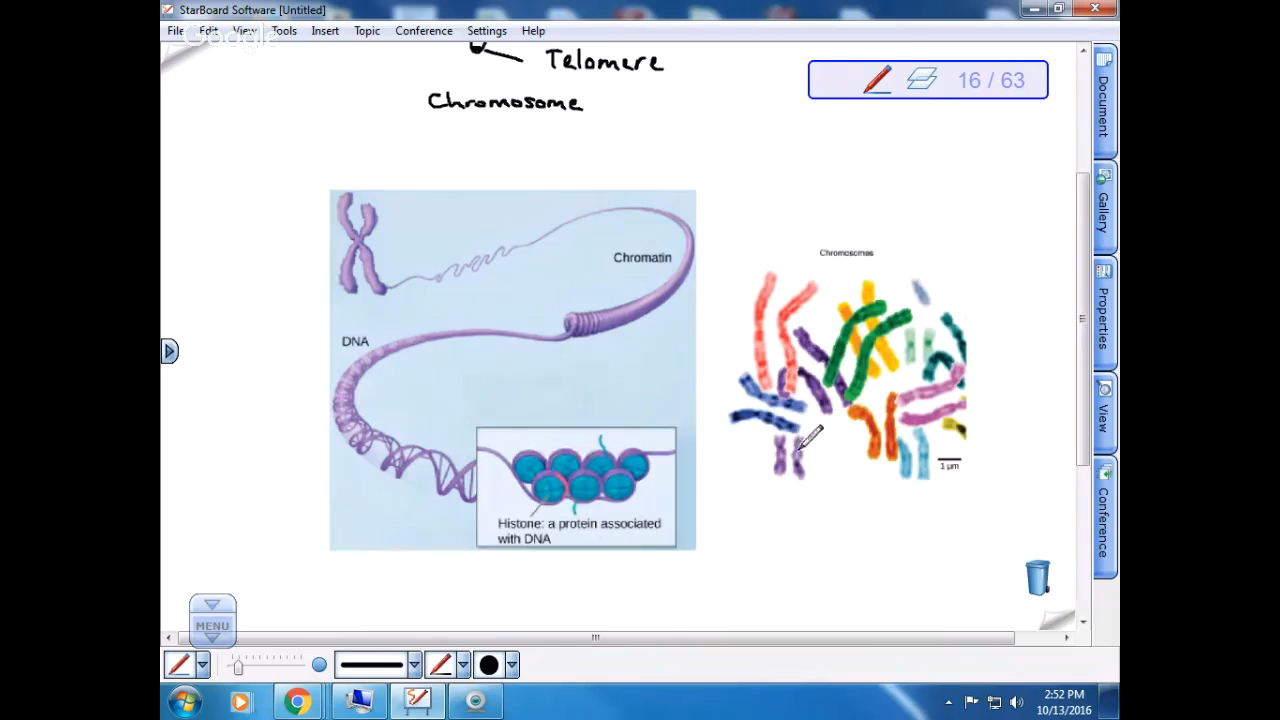 StarBoard Software [Untitled]
File Edit View Tools Insert Topic Conference Settings Help
Google
Telomere
Chromosome
16 / 63
Chromatin
DNA
Histone: a protein associated
with DNA
Chromosomes
1 µm
Document
Gallery
Properties
View
Conference
MENU
2:52 PM
10/13/2016